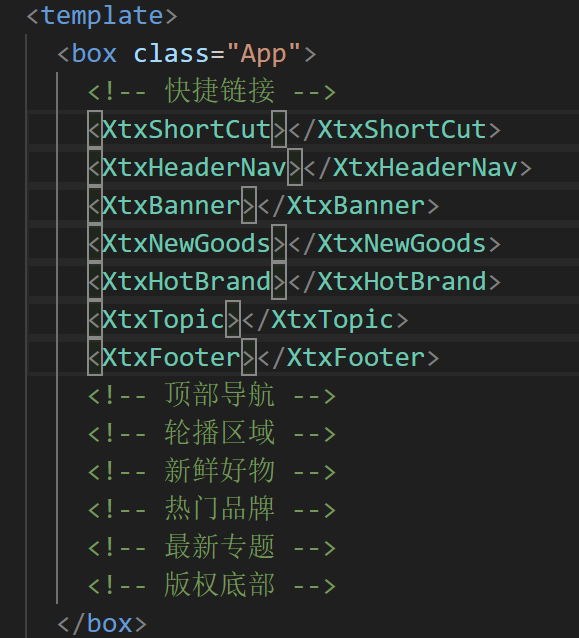 <template>
<box class="App">
<!-- 快捷链接 -->
<XtxShortCut></XtxShortCut>
<XtxHeaderNav></XtxHeaderNav>
<XtxBanner></XtxBanner>
<XtxNewGoods></XtxNewGoods>
<XtxHotBrand></XtxHotBrand>
<XtxTopic></XtxTopic>
<XtxFooter></XtxFooter>
<!-- 顶部导航 -->
<!-- 轮播区域 -->
<!-- 新鲜好物 -->
<!-- 热门品牌 -->
<!-- 最新专题 -->
<!-- 版权底部 -->
</box>